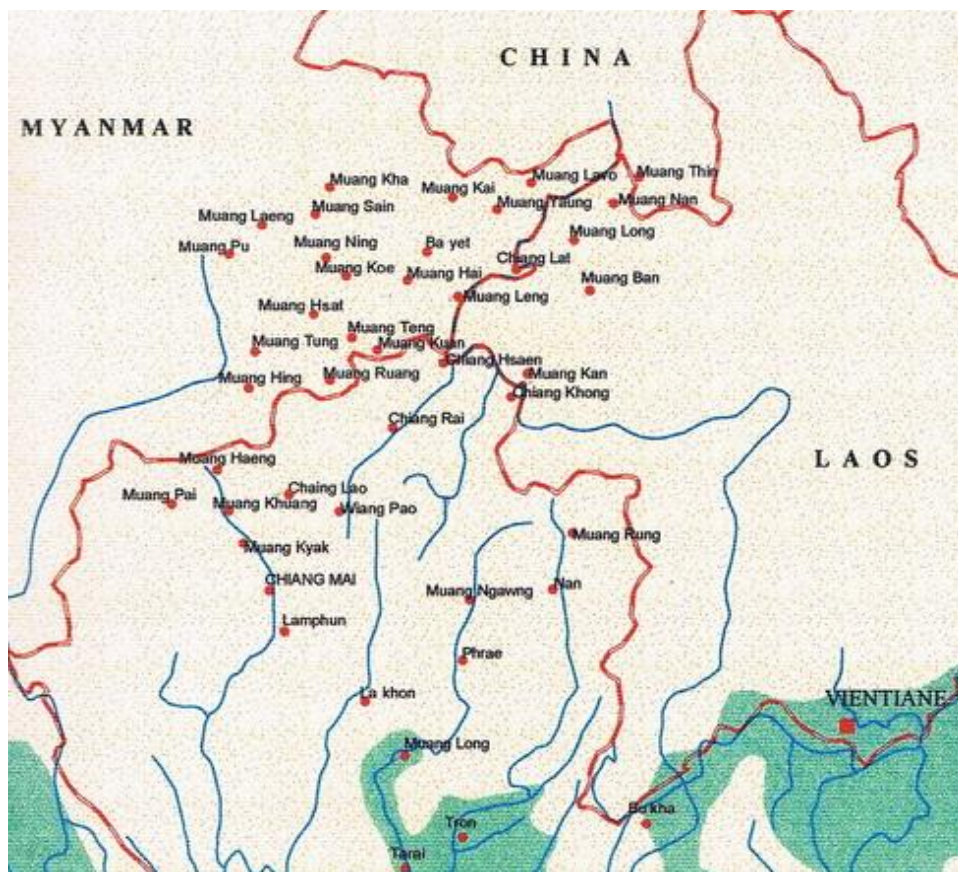 CHINA
MYANMAR
Muang Kha
Muang Kai
Muang Lavo
Muang Thin
Muang Laeng
Muang Sain
Muang Yaung
Muang Nan
Muang Pu
Muang Ning
Ba yet
Muang Long
Muang Koe
Muang Hai
Chiang Lat
Muang Ban
Muang Leng
Muang Hsat
Muang Teng
Muang Tung
Muang Kuan
Chiang Hsaen
Muang Hing
Muang Ruang
Muang Kan
Chiang Khong
Chiang Rai
LAOS
Muang Haeng
Muang Pai
Chaing Lao
Muang Khuang
Wiang Pao
Muang Kyak
Muang Rung
CHIANG MAI
Muang Ngawng
Nan
Lamphun
Phrae
La khon
VIENTIANE
Muang Long
Bu kha
Tron
Tarai